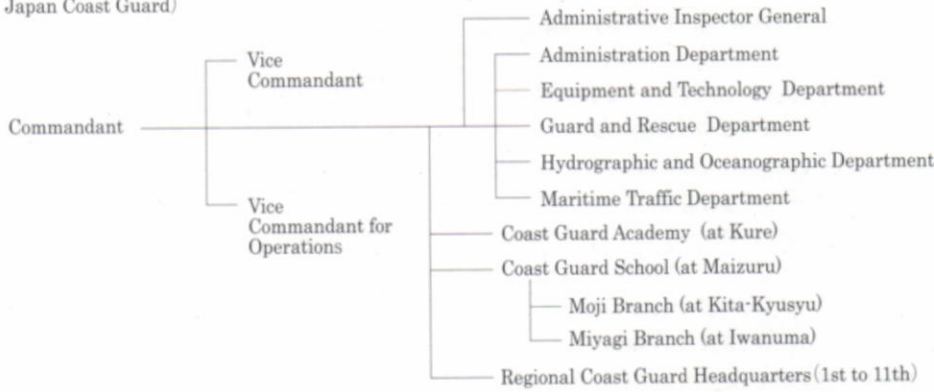 Japan Coast Guard)
Administrative Inspector General
Vice
Commandant
Administration Department
Equipment and Technology Department
Commandant
Guard and Rescue Department
Hydrographic and Oceanographic Department
Maritime Traffic Department
Vice
Commandant for
Operations
Coast Guard Academy (at Kure)
Coast Guard School (at Maizuru)
Moji Branch (at Kita-Kyusyu)
Miyagi Branch (at Iwanuma)
Regional Coast Guard Headquarters (1st to 11th)